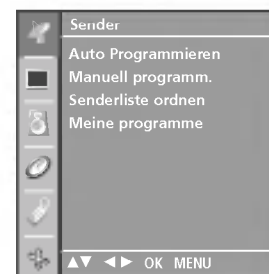 Sender
Auto Programmieren
Manuell programm.
Senderliste ordnen
Meine programme
▲▼ ◀▶ OK MENU